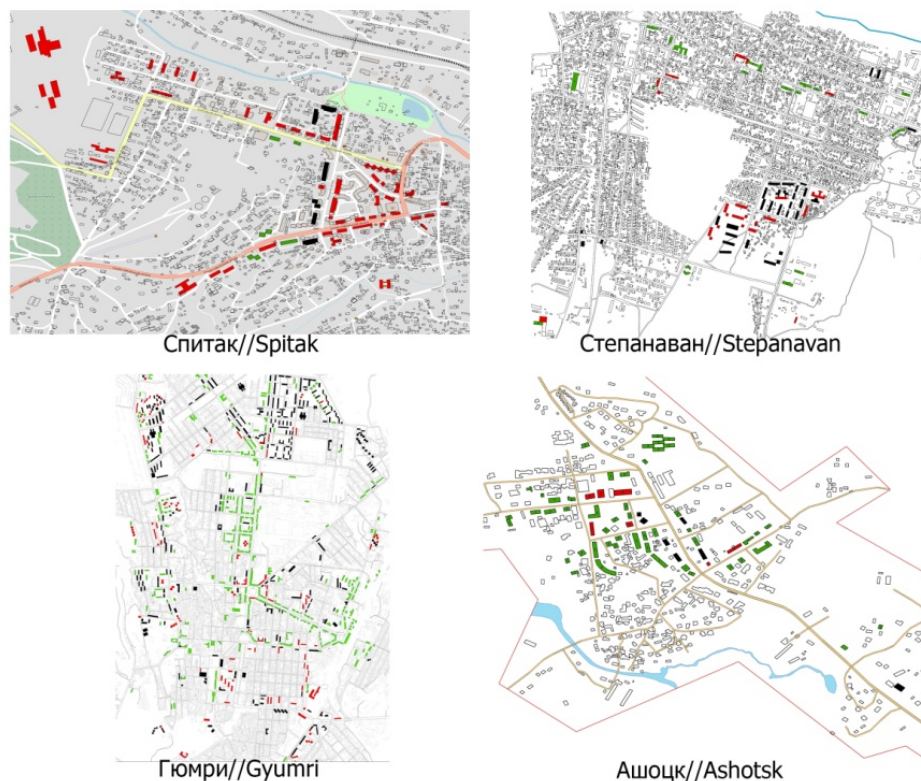 Спитак//Spitak
Степанаван//Stepanavan
Гюмри//Gyumri
Ашоцк//Ashotsk